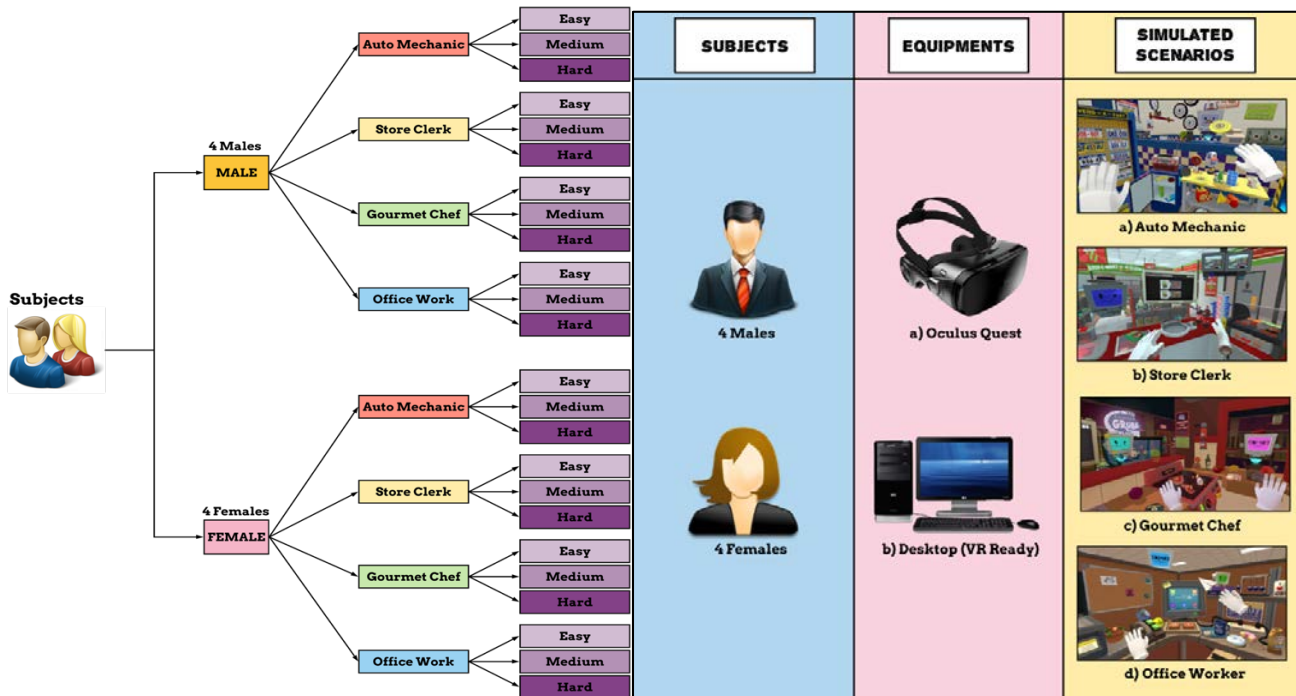 Subjects
4 Males
MALE
Auto Mechanic
Easy
Medium
Hard
Store Clerk
Easy
Medium
Hard
Gourmet Chef
Easy
Medium
Hard
Office Work
Easy
Medium
Hard
4 Females
FEMALE
Auto Mechanic
Easy
Medium
Hard
Store Clerk
Easy
Medium
Hard
Gourmet Chef
Easy
Medium
Hard
Office Work
Easy
Medium
Hard
SUBJECTS
4 Males
4 Females
EQUIPMENTS
a) Oculus Quest
b) Desktop (VR Ready)
SIMULATED
SCENARIOS
a) Auto Mechanic
b) Store Clerk
c) Gourmet Chef
d) Office Worker